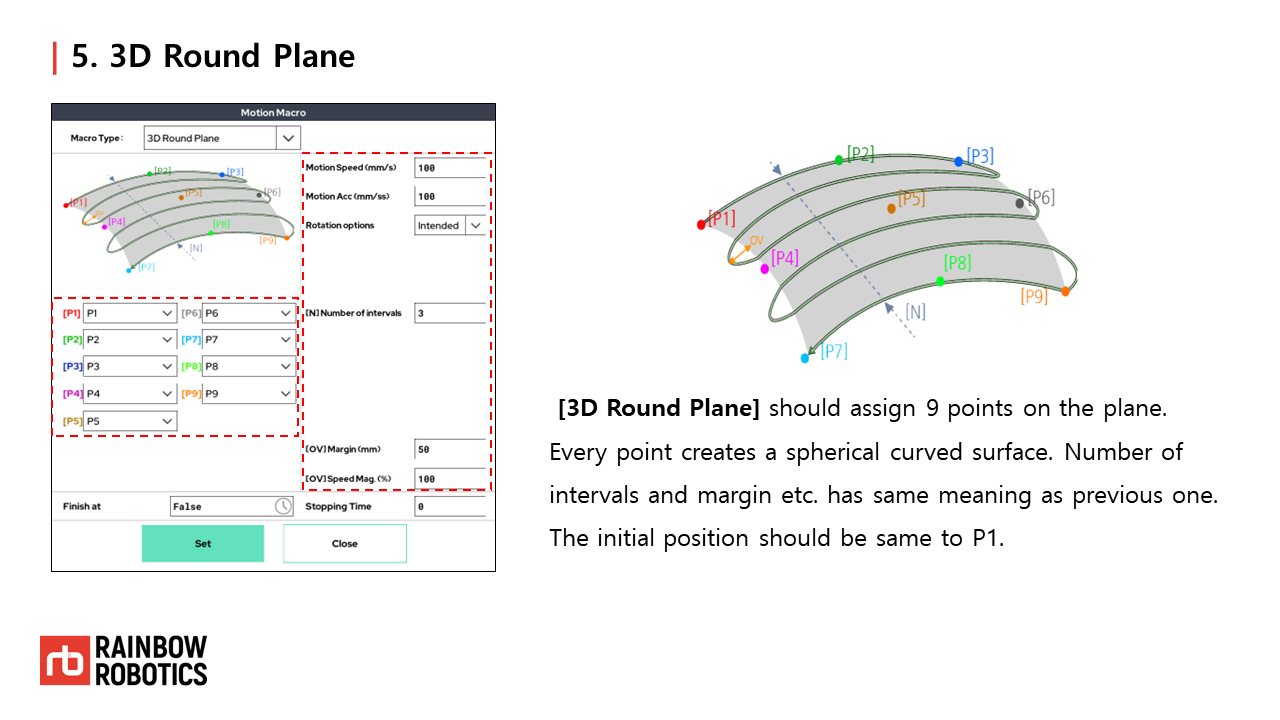 5. 3D Round Plane
Motion Macro
Macro Type :
3D Round Plane
[P1]
[P2]
[P3]
[P4]
[P5]
[P6]
[P7]
[P8]
[P9]
OV
[N]
Motion Speed (mm/s)
100
Motion Acc (mm/ss)
100
Rotation options
Intended
[P1] P1
[P6] P6
[P2] P2
[P7] P7
[P3] P3
[P8] P8
[P4] P4
[P9] P9
[P5] P5
[N] Number of intervals
3
[OV] Margin (mm)
50
[OV] Speed Mag. (%)
100
Finish at
False
Stopping Time
0
Set
Close
[P1]
[P2]
[P3]
[P4]
[P5]
[P6]
[P7]
[P8]
[P9]
OV
[N]
[3D Round Plane] should assign 9 points on the plane.
Every point creates a spherical curved surface. Number of
intervals and margin etc. has same meaning as previous one.
The initial position should be same to P1.
rb
RAINBOW
ROBOTICS